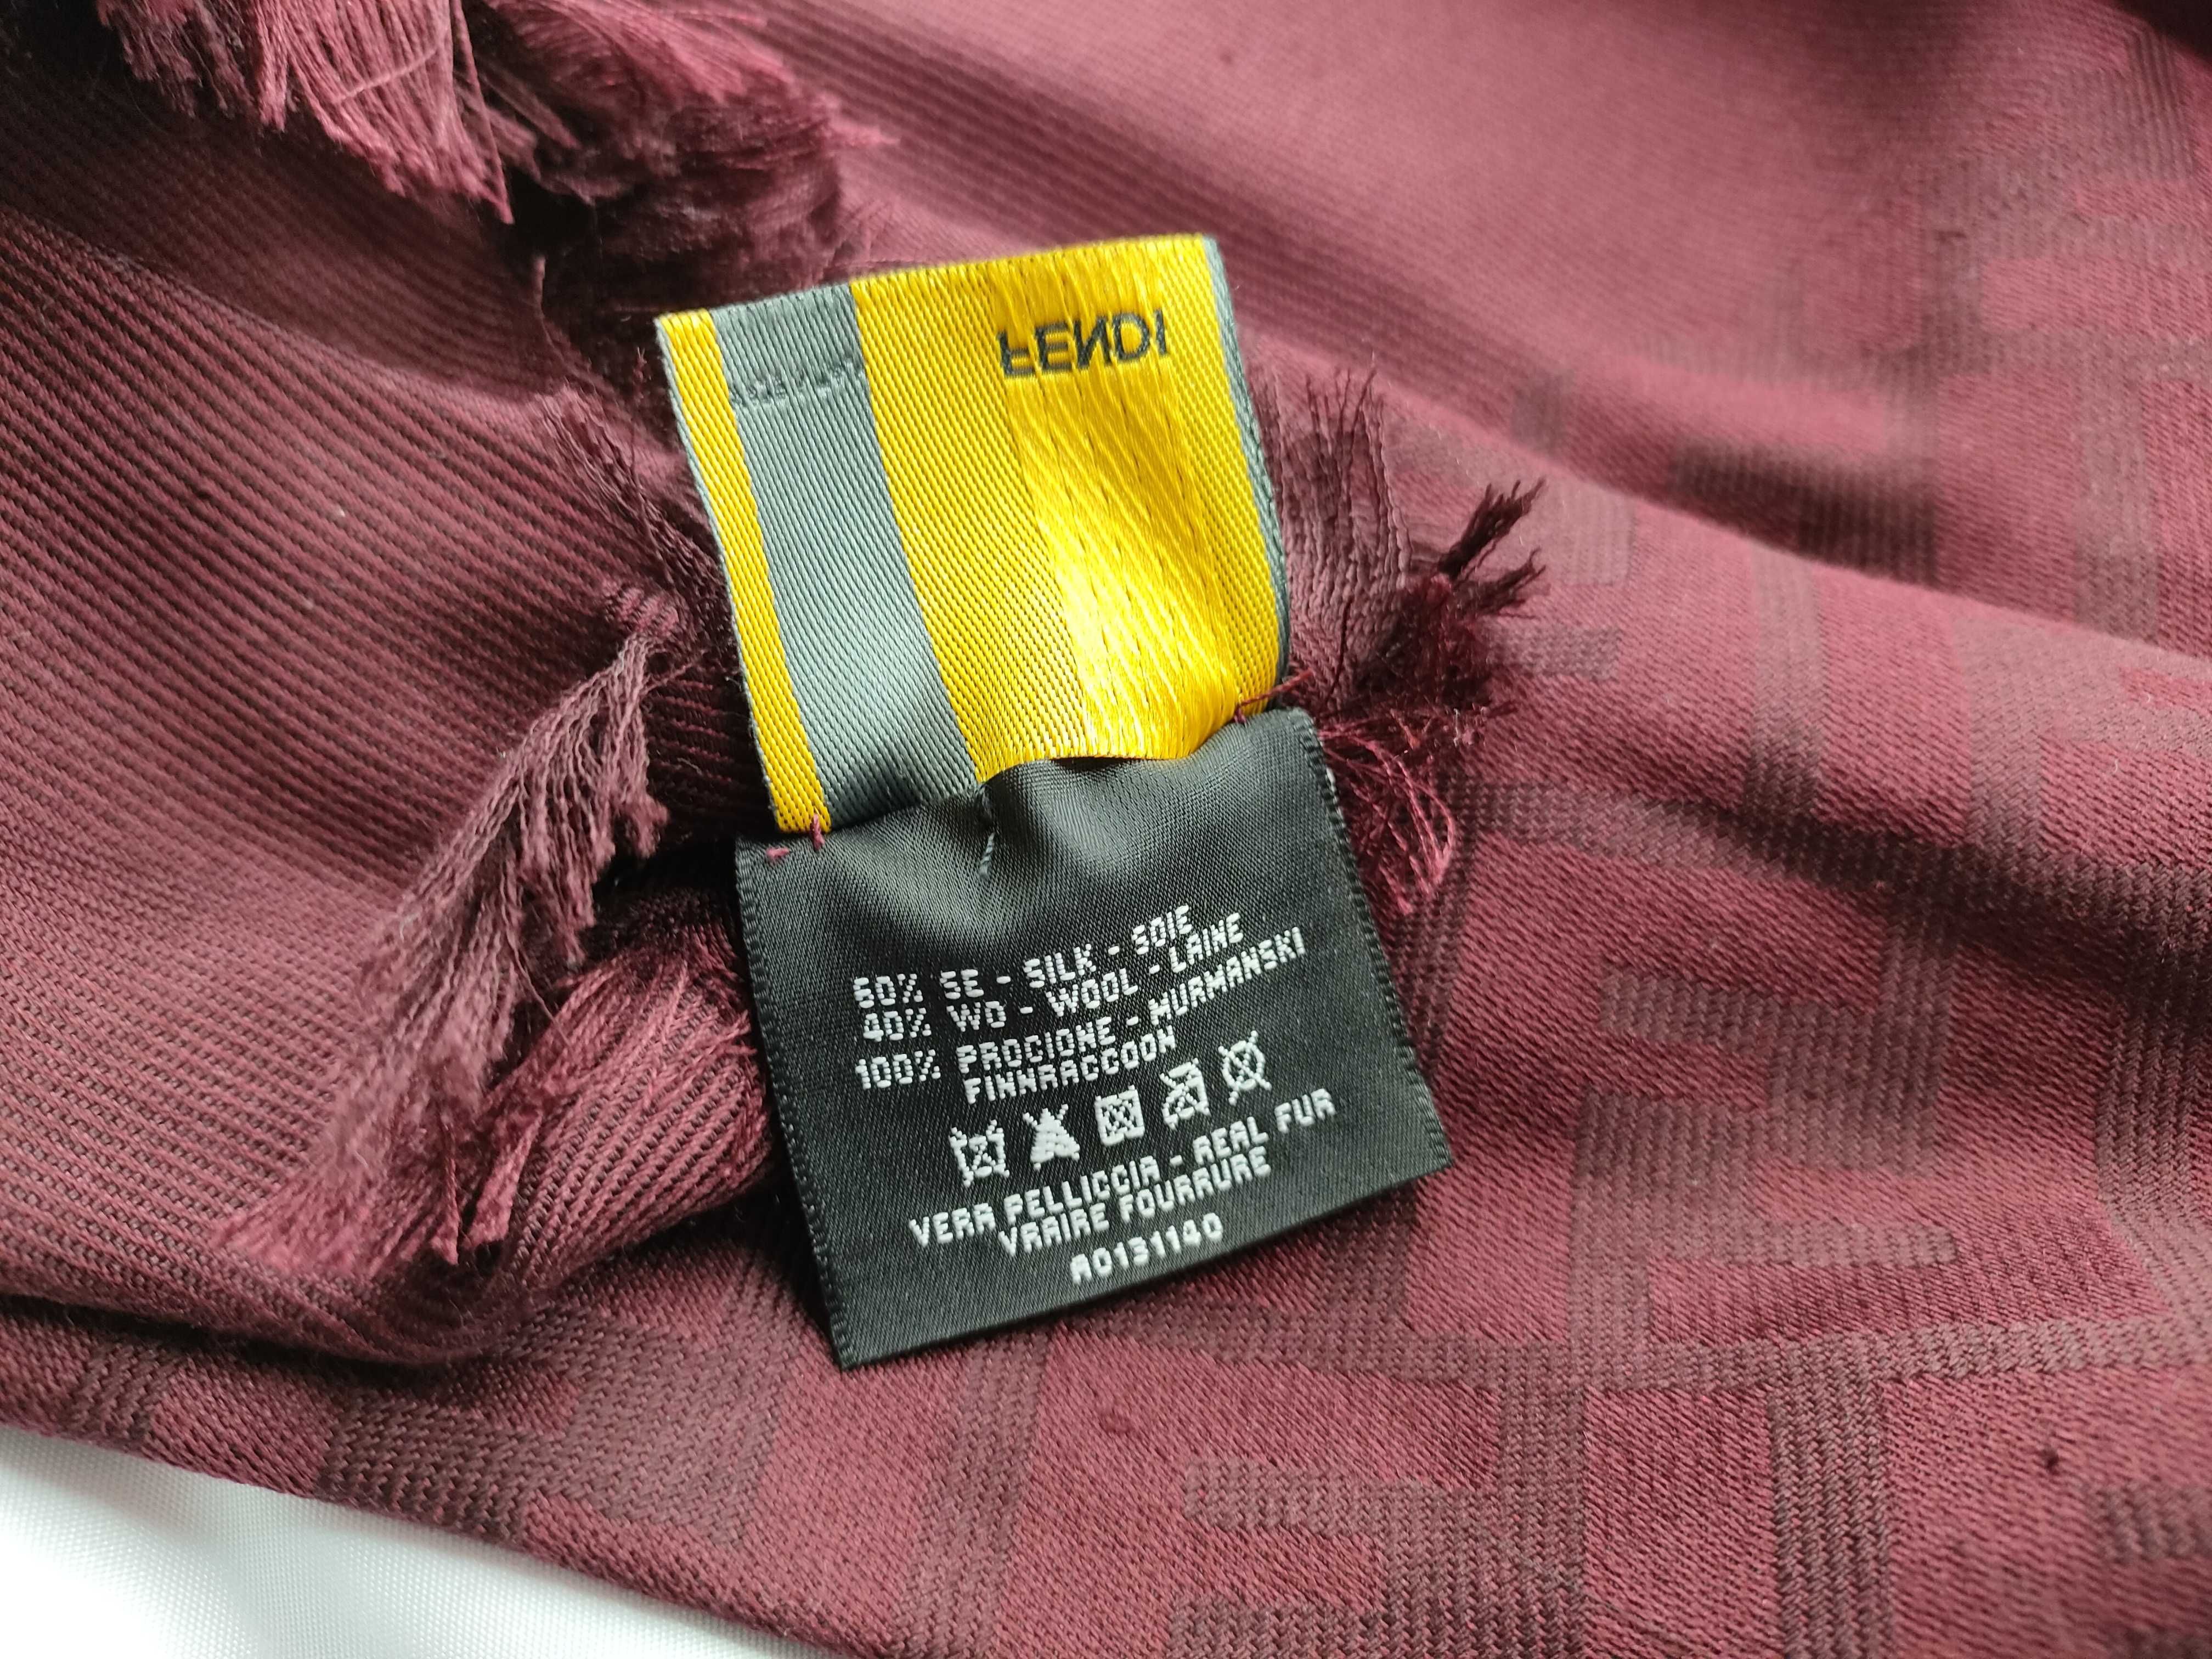 FENDI
60% SE - SILK - SOIE
40% WO - WOOL - LAINE
100% PROCIONE - MURMANSKI
FINNRACCOON
VERA PELLICCIA - REAL FUR
VRAIRE FOURRURE
A0131140